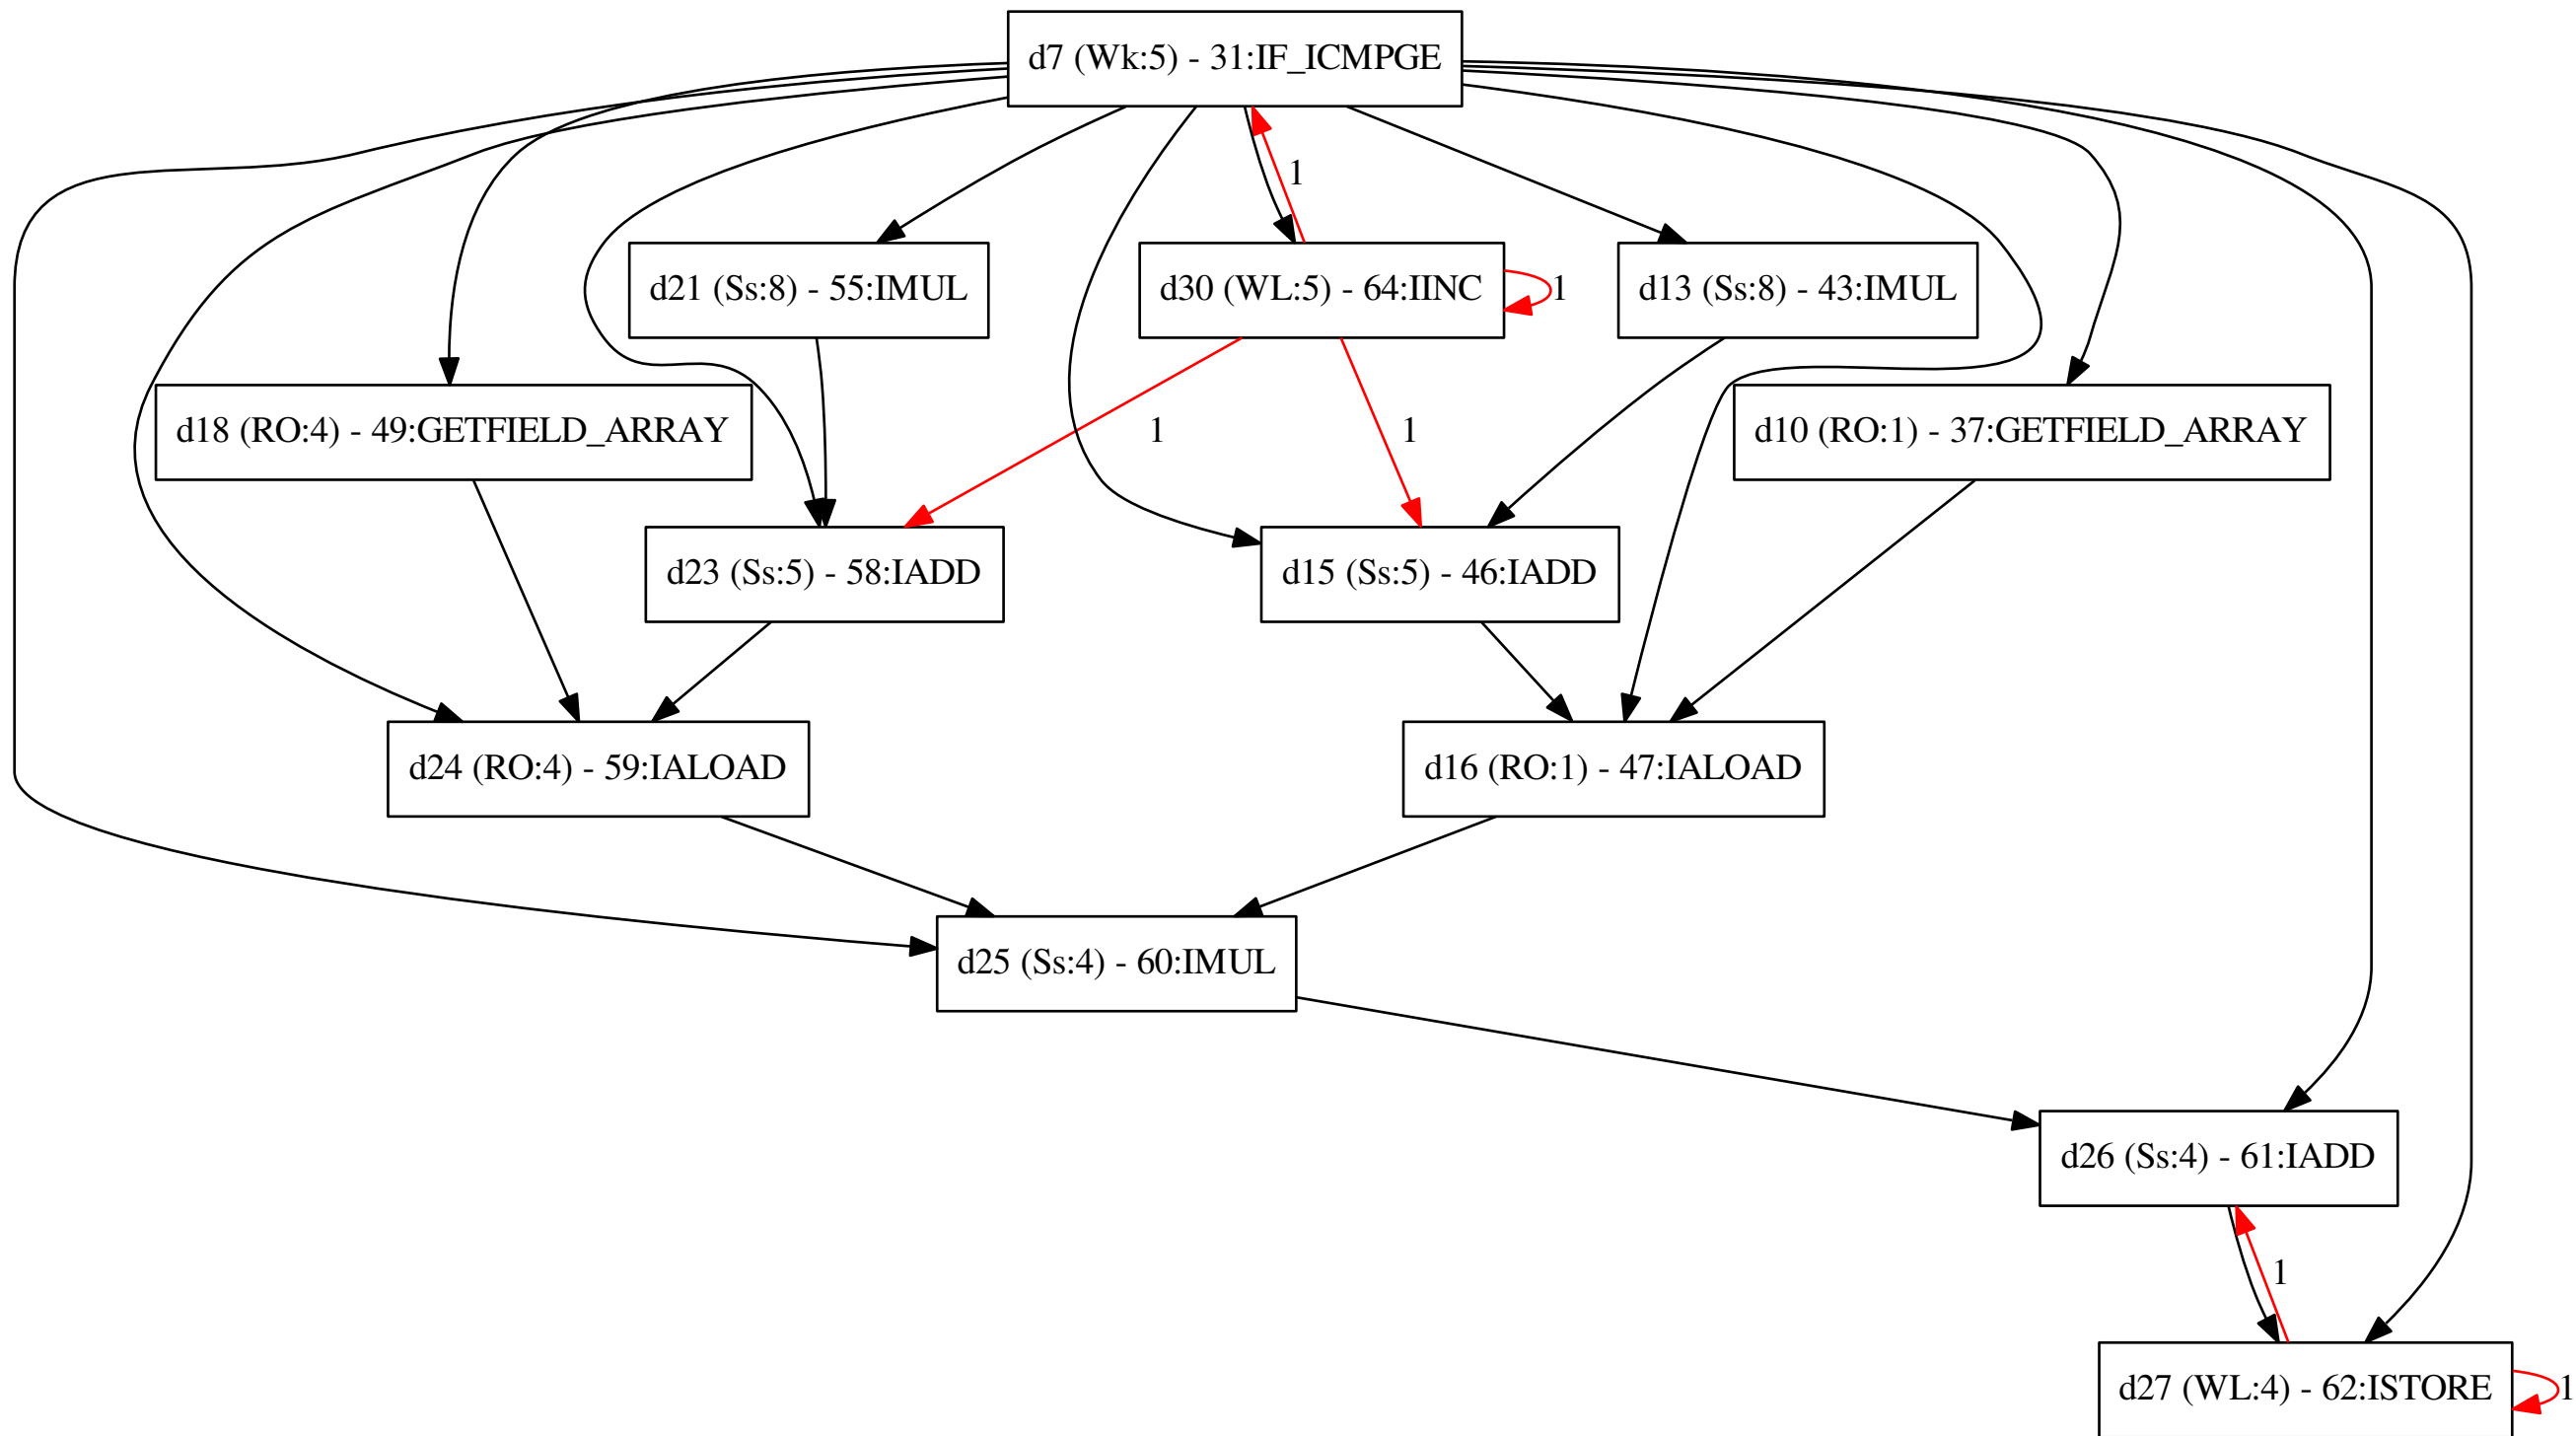 d7 (Wk:5) - 31:IF_ICMPGE
1
d21 (Ss:8) - 55:IMUL
d30 (WL:5) - 64:IINC
1
d13 (Ss:8) - 43:IMUL
d18 (RO:4) - 49:GETFIELD_ARRAY
1
1
d10 (RO:1) - 37:GETFIELD_ARRAY
d23 (Ss:5) - 58:IADD
d15 (Ss:5) - 46:IADD
d24 (RO:4) - 59:IALOAD
d16 (RO:1) - 47:IALOAD
d25 (Ss:4) - 60:IMUL
d26 (Ss:4) - 61:IADD
1
d27 (WL:4) - 62:ISTORE
1